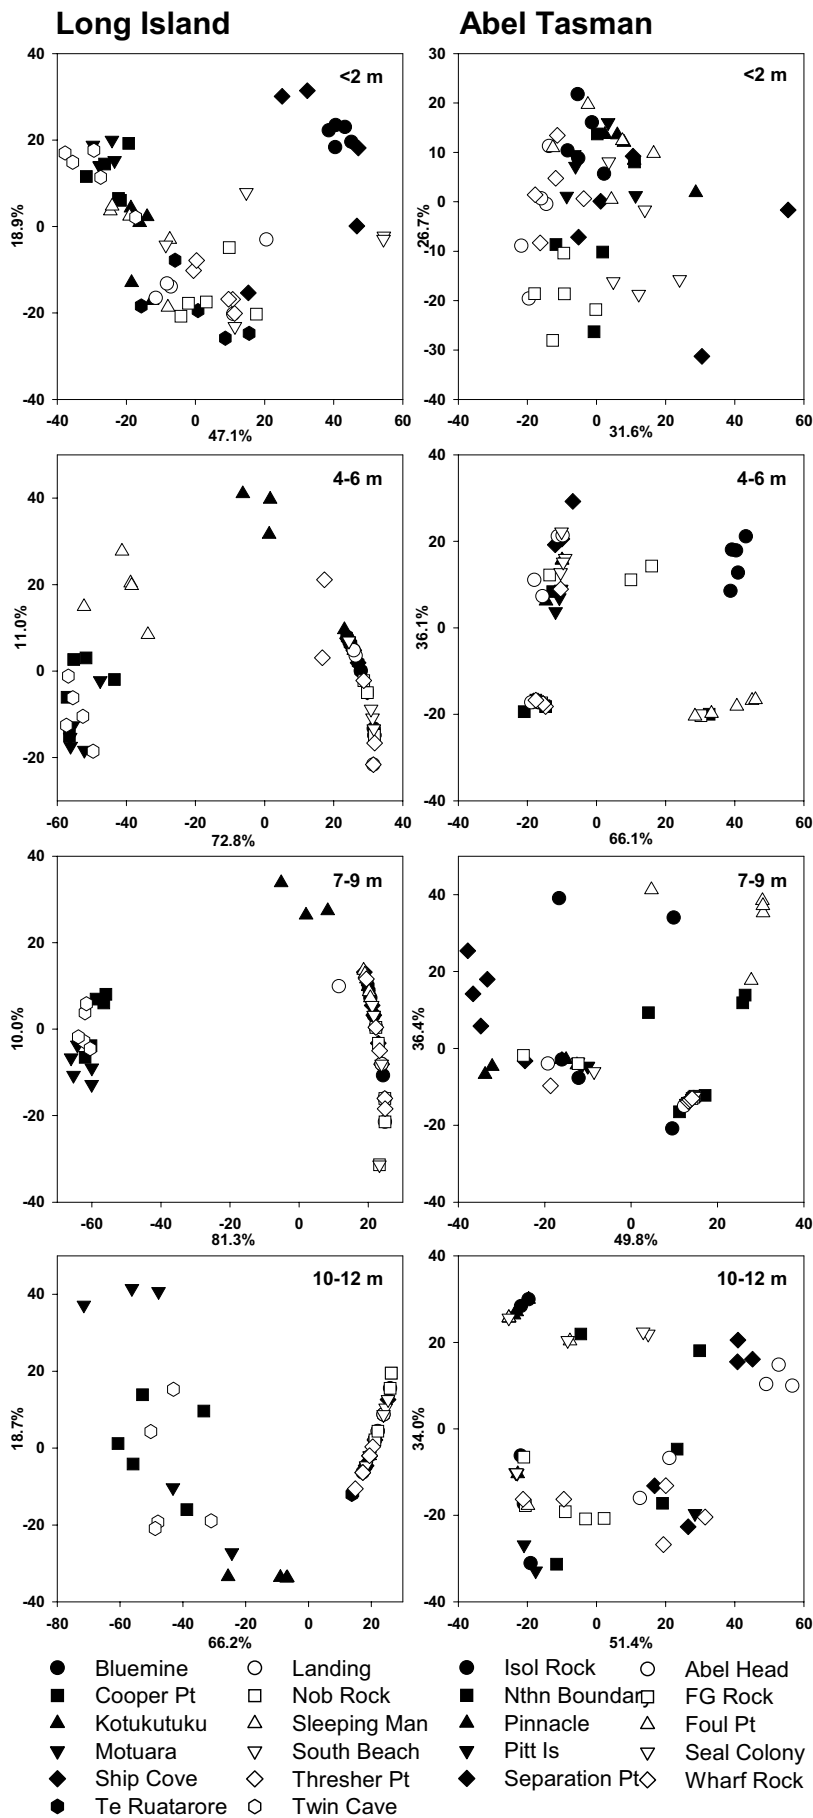 Long Island Abel Tasman
40 <2 m
20
0
18.9%
-20
-40
-40 -20 0 20 40 60
47.1%
30 <2 m
20
10
0
26.7%
-10
-20
-30
-40
-40 -20 0 20 40 60
31.6%
4-6 m
40
20
11.0%
0
-20
-60 -40 -20 0 20 40
72.8%
40 4-6 m
20
36.1%
0
-20
-40
-40 -20 0 20 40 60
66.1%
40 7-9 m
20
10.0%
0
-20
-40
-60 -40 -20 0 20
81.3%
7-9 m
40
20
36.4%
0
-20
-40
-40 -20 0 20 40
49.8%
10-12 m
40
20
18.7%
0
-20
-40
-80 -60 -40 -20 0 20
66.2%
40 10-12 m
20
34.0%
0
-20
-40
-40 -20 0 20 40 60
51.4%
Bluemine Landing Isol Rock Abel Head
Cooper Pt Nob Rock Nthn Boundary FG Rock
Kotukutuku Sleeping Man Pinnacle Foul Pt
Motuara South Beach Pitt Is Seal Colony
Ship Cove Thresher Pt Separation Pt Wharf Rock
Te Ruatarore Twin Cave